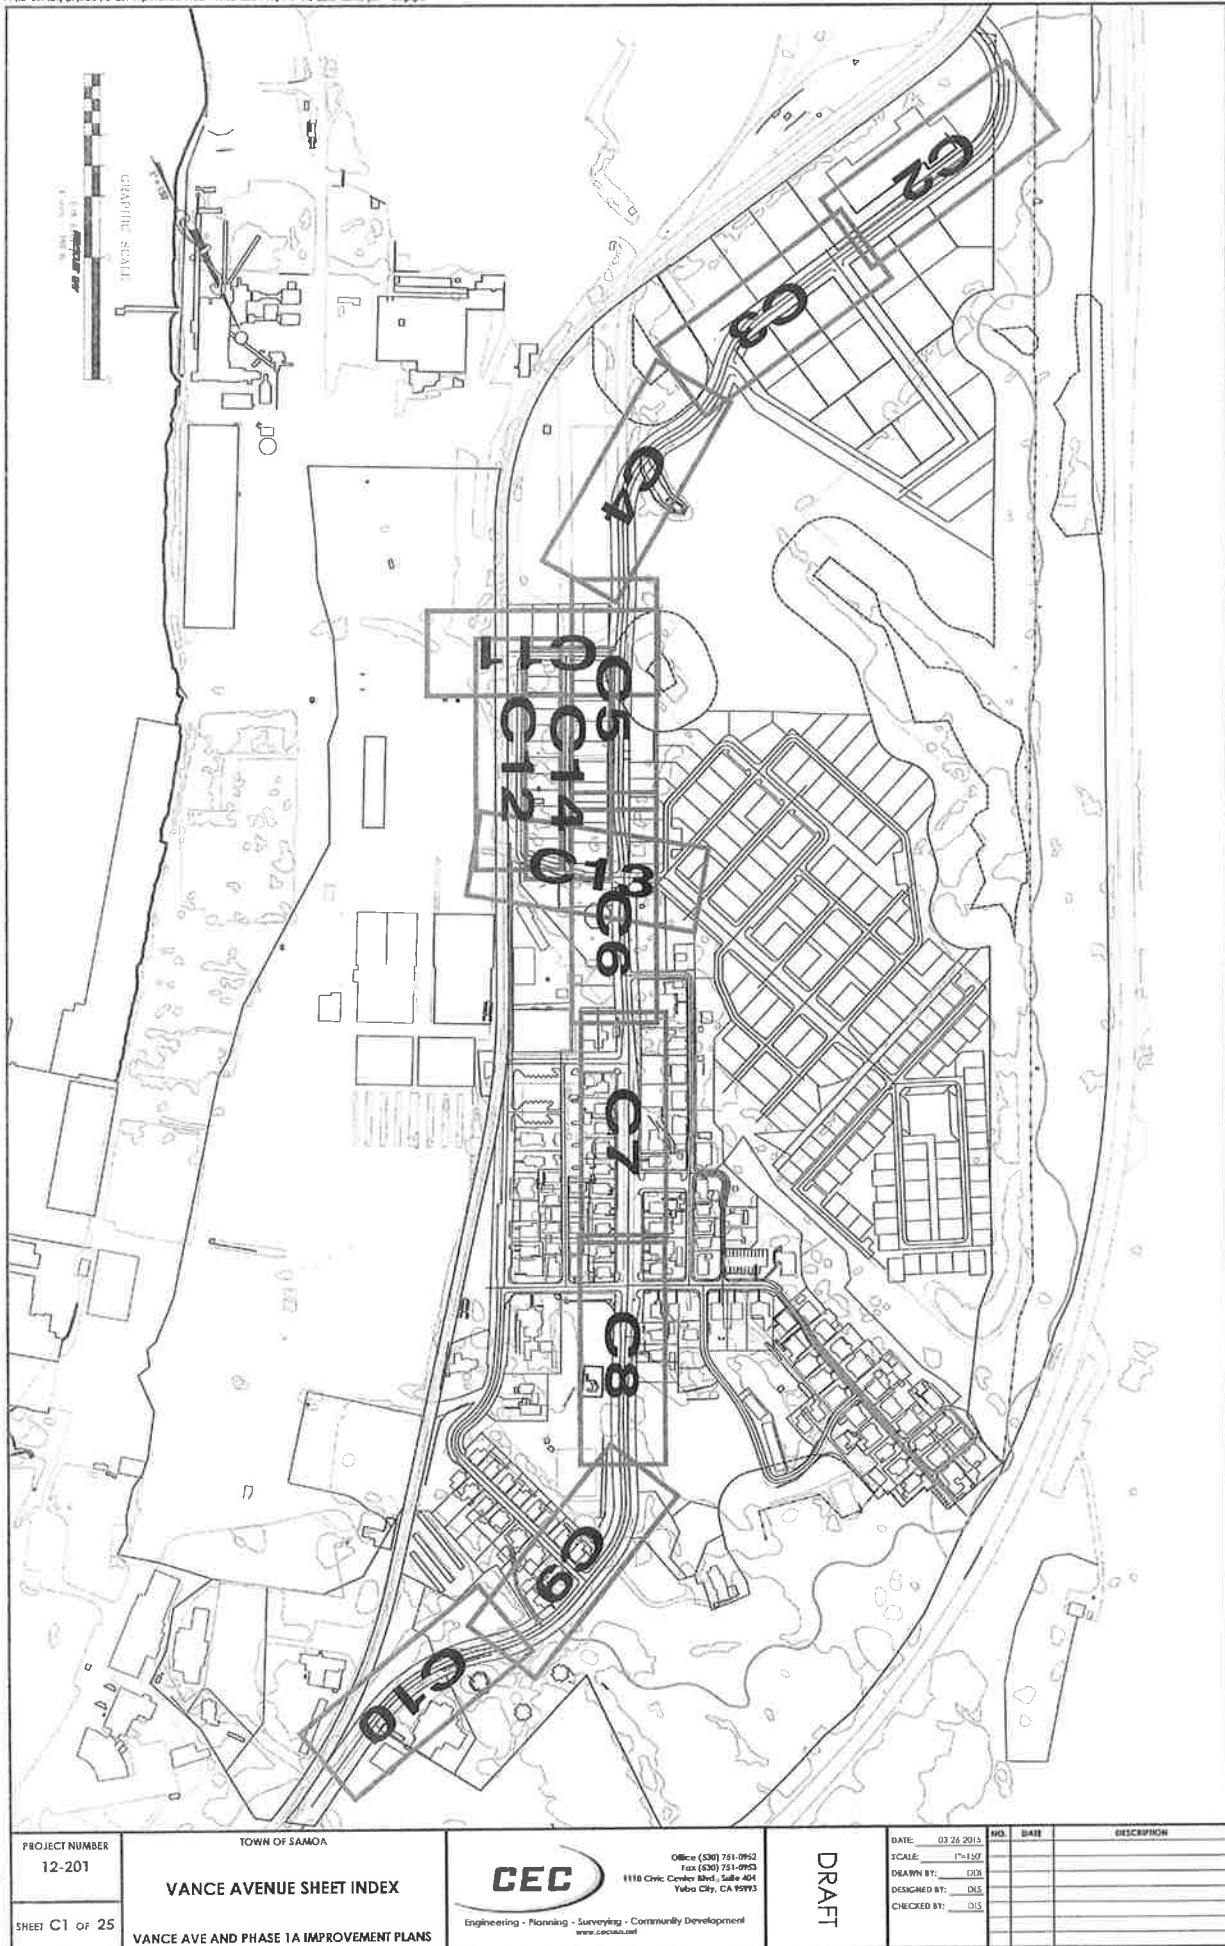 GRAPHIC SCALE
C2
C3
C4
C11
C5
C12
C14
C13
C6
C7
C8
C9
C10
PROJECT NUMBER
12-201
SHEET C1 OF 25
TOWN OF SAMOA
VANCE AVENUE SHEET INDEX
VANCE AVE AND PHASE 1A IMPROVEMENT PLANS
CEC
Office (530) 751-0952
Fax (530) 751-0953
1110 Civic Center Blvd., Suite 404
Yuba City, CA 95993
Engineering - Planning - Surveying - Community Development
DRAFT
DATE: 03 26 2015
SCALE: 1"=150'
DRAWN BY:
DESIGNED BY: DLS
CHECKED BY: DLS
NO. DATE DESCRIPTION